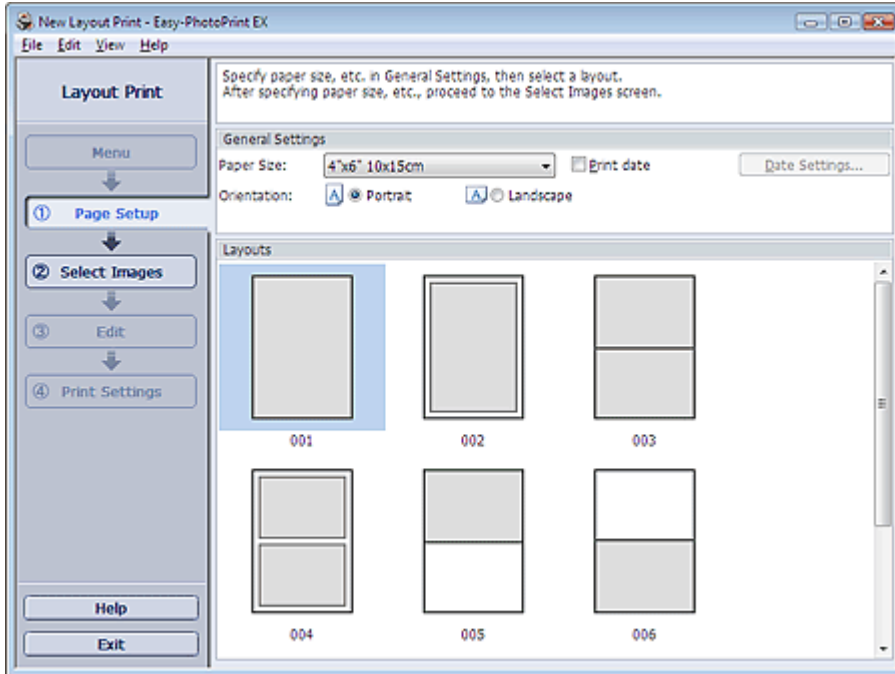 New Layout Print - Easy-PhotoPrint EX
File Edit View Help
Layout Print
Menu
① Page Setup
② Select Images
③ Edit
④ Print Settings
Help
Exit
Specify paper size, etc. in General Settings, then select a layout.
After specifying paper size, etc., proceed to the Select Images screen.
General Settings
Paper Size: 4"x6" 10x15cm Print date Date Settings...
Orientation: A Portrait A Landscape
Layouts
001 002 003
004 005 006